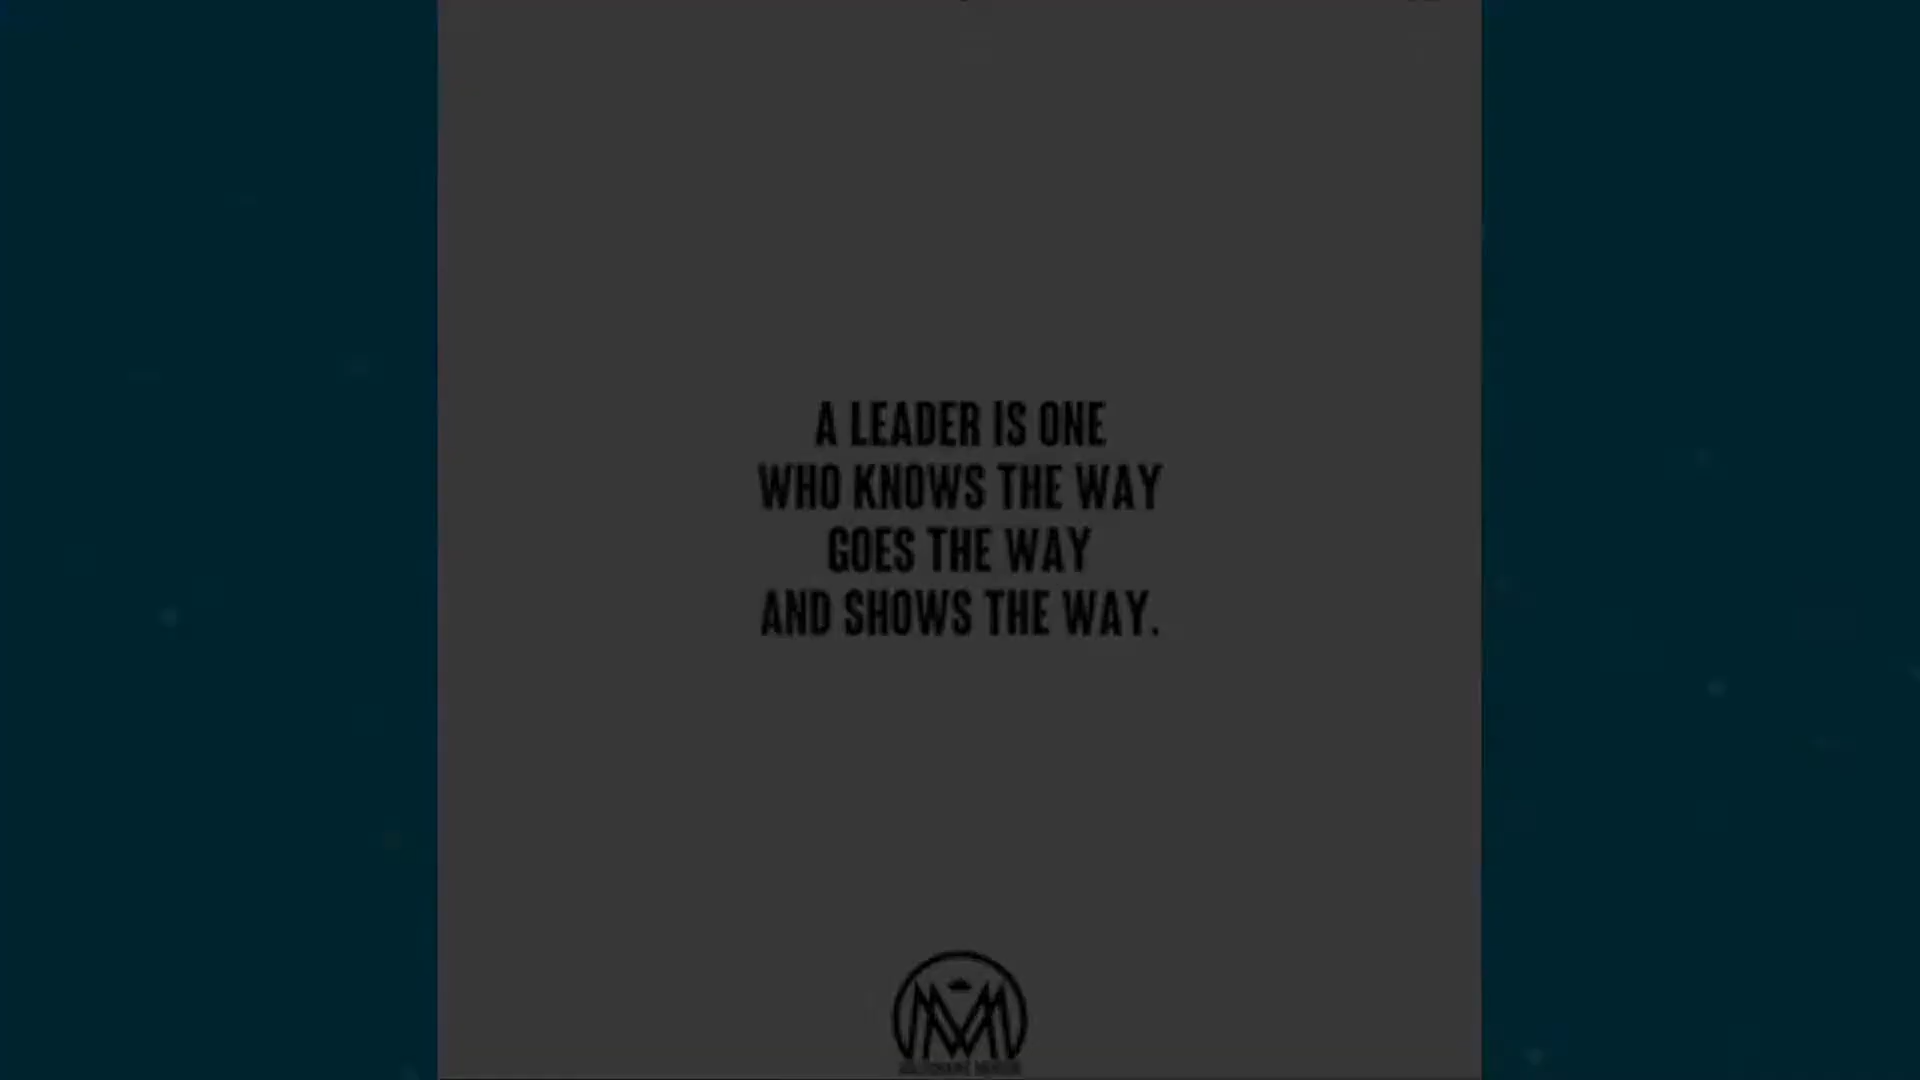 A LEADER IS ONE
WHO KNOWS THE WAY
GOES THE WAY
AND SHOWS THE WAY.